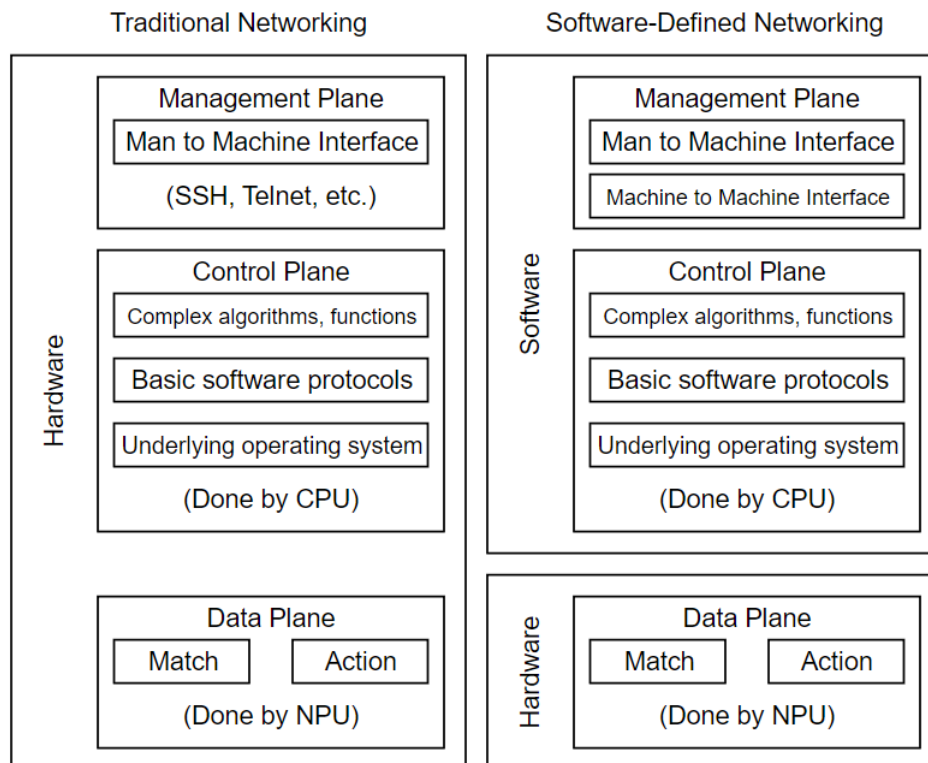 Traditional Networking
Management Plane
Man to Machine Interface
(SSH, Telnet, etc.)
Hardware
Control Plane
Complex algorithms, functions
Basic software protocols
Underlying operating system
(Done by CPU)
Data Plane
Match
Action
(Done by NPU)
Software-Defined Networking
Software
Management Plane
Man to Machine Interface
Machine to Machine Interface
Control Plane
Complex algorithms, functions
Basic software protocols
Underlying operating system
(Done by CPU)
Hardware
Data Plane
Match
Action
(Done by NPU)